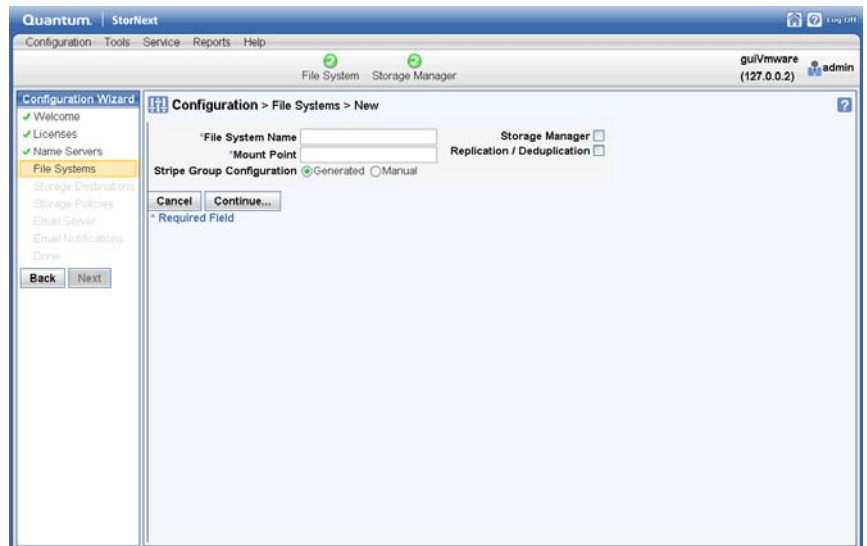 Quantum. StorNext
Log Off
Configuration Tools Service Reports Help
File System Storage Manager
guiVmware
(127.0.0.2)
admin
Configuration Wizard
Welcome
Licenses
Name Servers
File Systems
Storage Destinations
Storage Policies
Email Server
Email Notifications
Done
Back Next
Configuration > File Systems > New
?
*File System Name
Storage Manager
*Mount Point
Replication / Deduplication
Stripe Group Configuration Generated Manual
Cancel Continue...
* Required Field